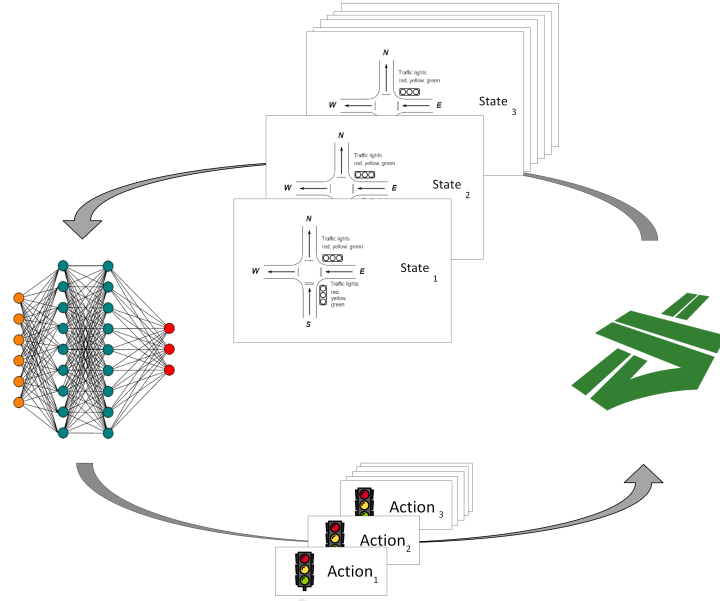 N
Traffic lights:
red, yellow, green
W
E
State 3
N
Traffic lights:
red, yellow, green
W
E
State 2
N
Traffic lights:
red, yellow, green
W
E
State 1
Traffic lights:
red,
yellow,
green
S
Action 3
Action 2
Action 1